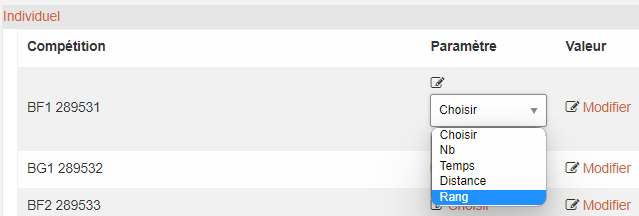 Individuel
Compétition Paramètre Valeur
BF1 289531 Choisir Modifier
Choisir
Nb
Temps
Distance
Rang
BG1 289532 Modifier
BF2 289533 Choisir Modifier